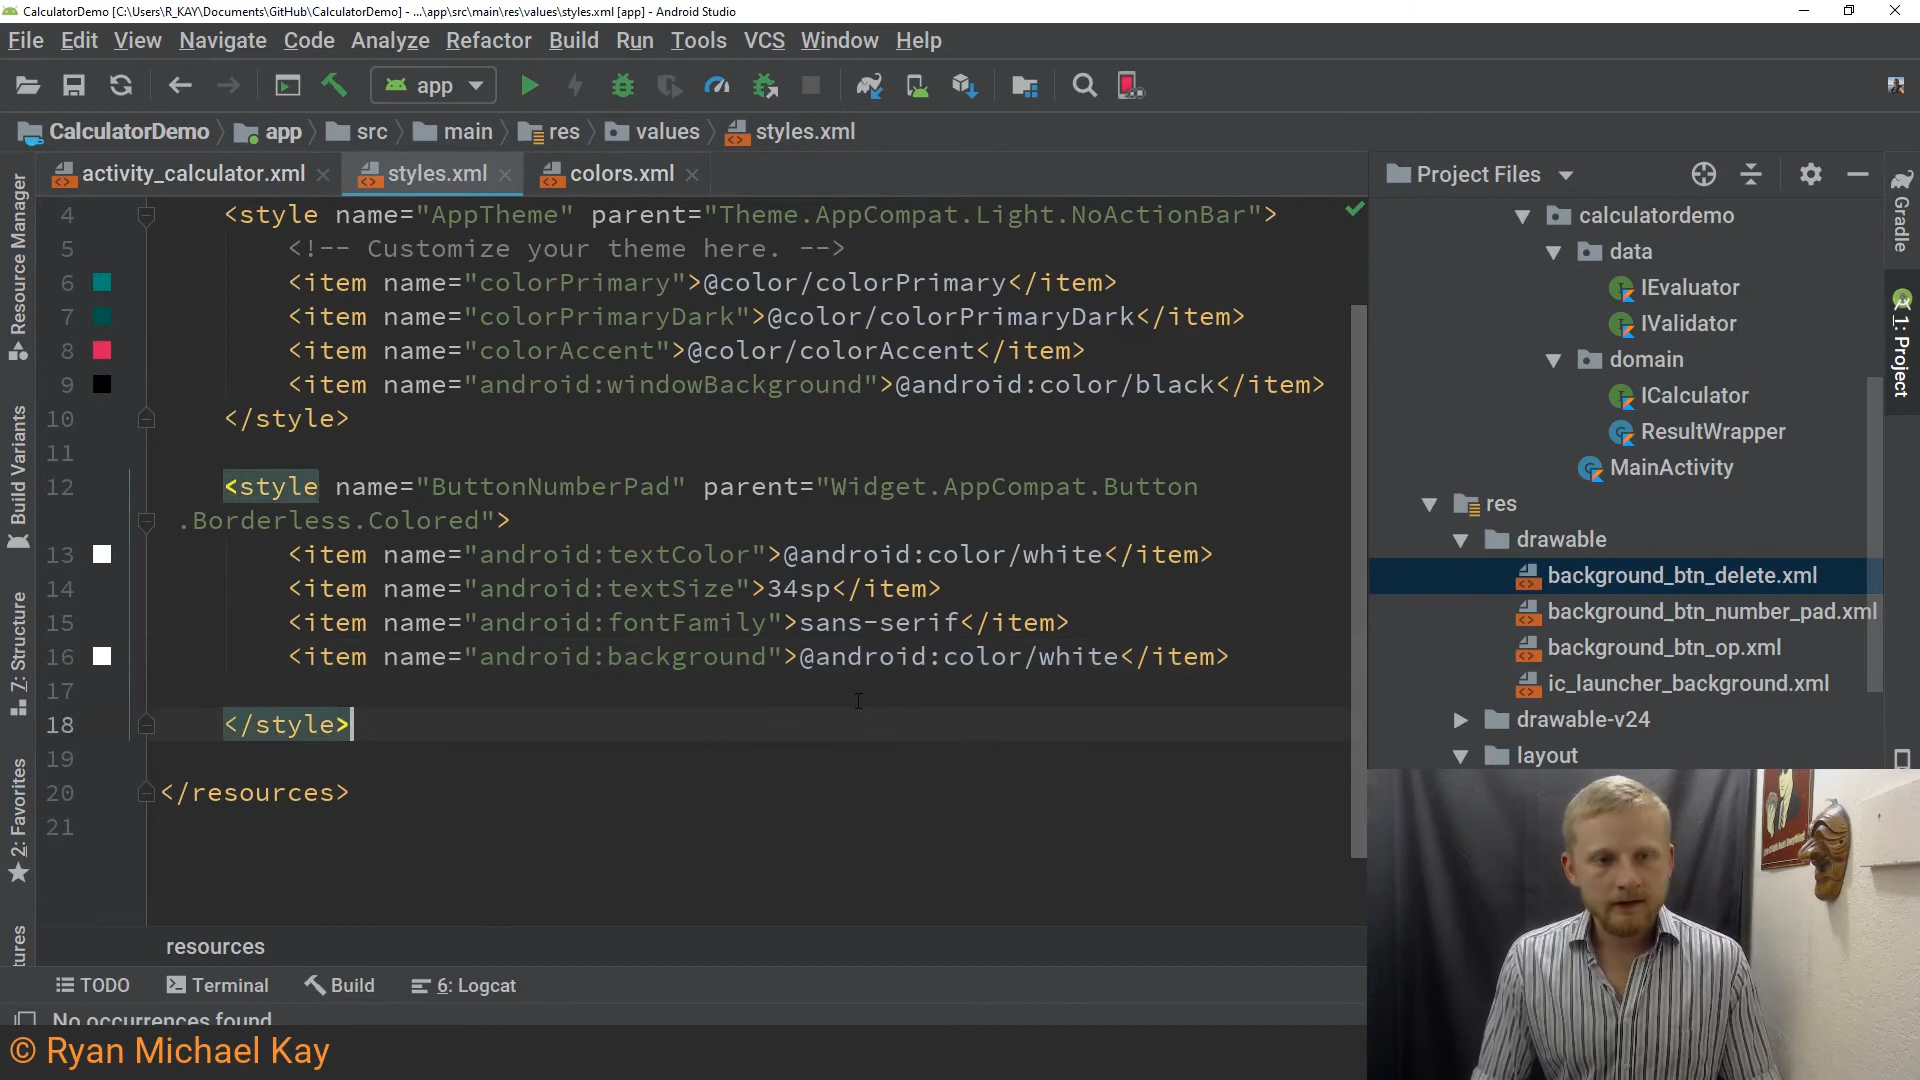 CalculatorDemo [C:\Users\R_KAY\Documents\GitHub\CalculatorDemo] - ...\app\src\main\res\values\styles.xml [app] - Android Studio
File Edit View Navigate Code Analyze Refactor Build Run Tools VCS Window Help
app
CalculatorDemo app src main res values styles.xml
activity_calculator.xml styles.xml colors.xml
4 <style name="AppTheme" parent="Theme.AppCompat.Light.NoActionBar">
5 <!-- Customize your theme here. -->
6 <item name="colorPrimary">@color/colorPrimary</item>
7 <item name="colorPrimaryDark">@color/colorPrimaryDark</item>
8 <item name="colorAccent">@color/colorAccent</item>
9 <item name="android:windowBackground">@android:color/black</item>
10 </style>
11
12 <style name="ButtonNumberPad" parent="Widget.AppCompat.Button
.Borderless.Colored">
13 <item name="android:textColor">@android:color/white</item>
14 <item name="android:textSize">34sp</item>
15 <item name="android:fontFamily">sans-serif</item>
16 <item name="android:background">@android:color/white</item>
17
18 </style>
19
20 </resources>
21
resources
Resource Manager
Build Variants
7: Structure
2: Favorites
Project Files
calculatordemo
data
IEvaluator
IValidator
domain
ICalculator
ResultWrapper
MainActivity
res
drawable
background_btn_delete.xml
background_btn_number_pad.xml
background_btn_op.xml
ic_launcher_background.xml
drawable-v24
layout
Gradle
1: Project
TODO Terminal Build 6: Logcat
No occurrences found
© Ryan Michael Kay